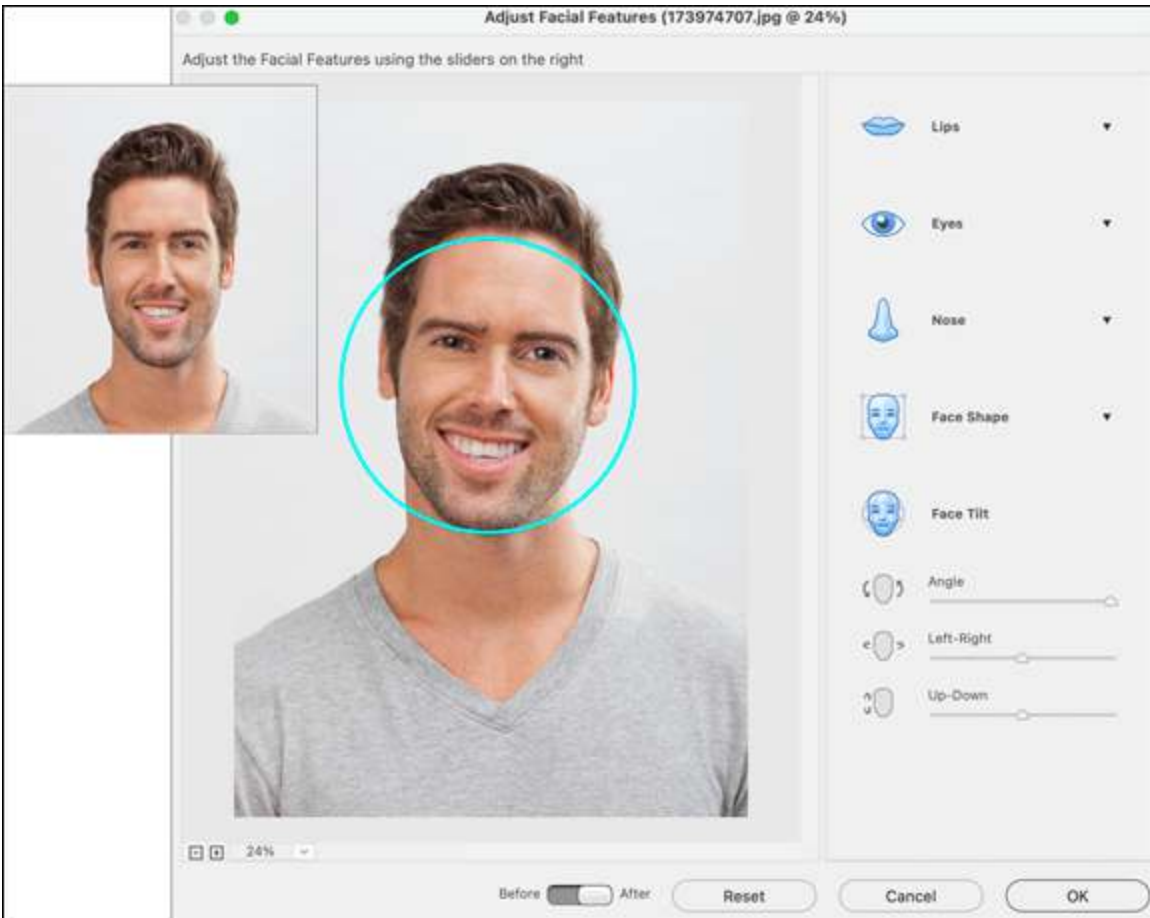 Adjust Facial Features (173974707.jpg @ 24%)
Adjust the Facial Features using the sliders on the right
Lips
Eyes
Nose
Face Shape
Face Tilt
Angle
Left-Right
Up-Down
24%
Before After Reset Cancel OK